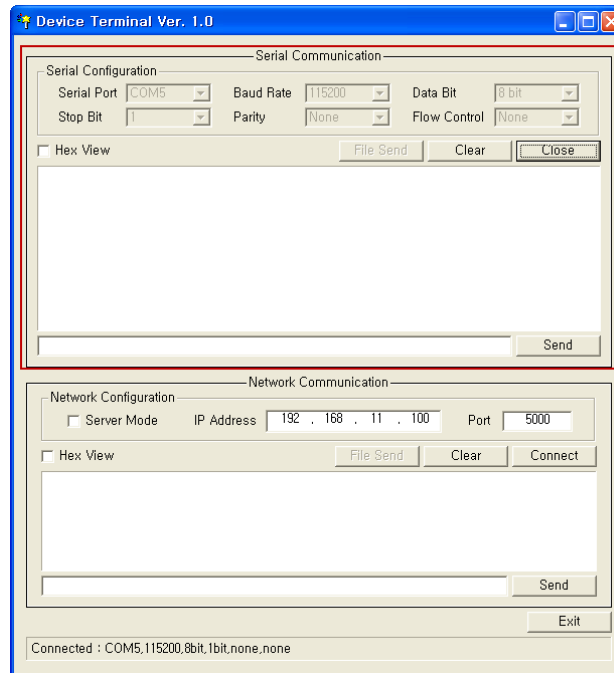 Device Terminal Ver. 1.0
Serial Communication
Serial Configuration
Serial Port COM5 Baud Rate 115200 Data Bit 8 bit
Stop Bit 1 Parity None Flow Control None
Hex View File Send Clear Close
Send
Network Communication
Network Configuration
Server Mode IP Address 192 . 168 . 11 . 100 Port 5000
Hex View File Send Clear Connect
Send
Exit
Connected : COM5,115200,8bit,1bit,none,none